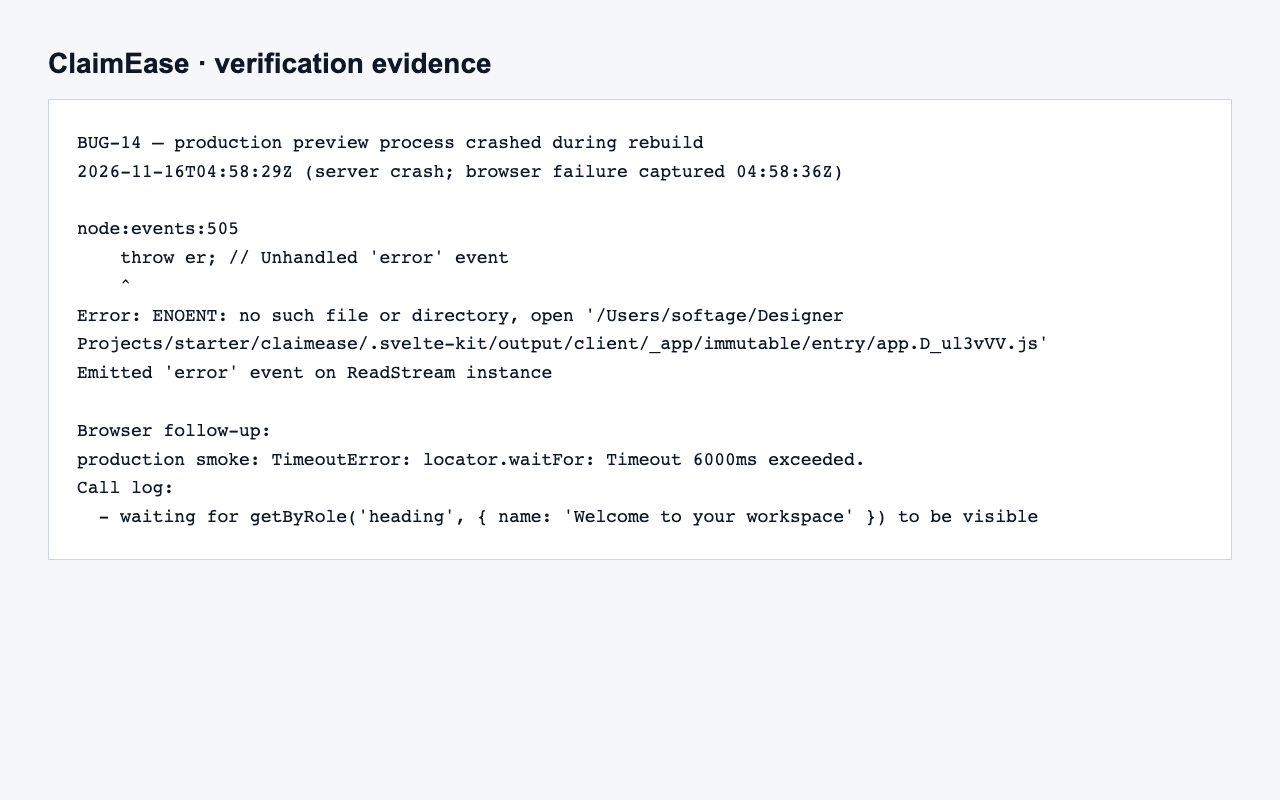 ClaimEase · verification evidence
BUG-14 — production preview process crashed during rebuild
2026-11-16T04:58:29Z (server crash; browser failure captured 04:58:36Z)
node:events:505
    throw er; // Unhandled 'error' event
    ^
Error: ENOENT: no such file or directory, open '/Users/softage/Designer
Projects/starter/claimease/.svelte-kit/output/client/_app/immutable/entry/app.D_ul3vVV.js'
Emitted 'error' event on ReadStream instance
Browser follow-up:
production smoke: TimeoutError: locator.waitFor: Timeout 6000ms exceeded.
Call log:
  - waiting for getByRole('heading', { name: 'Welcome to your workspace' }) to be visible